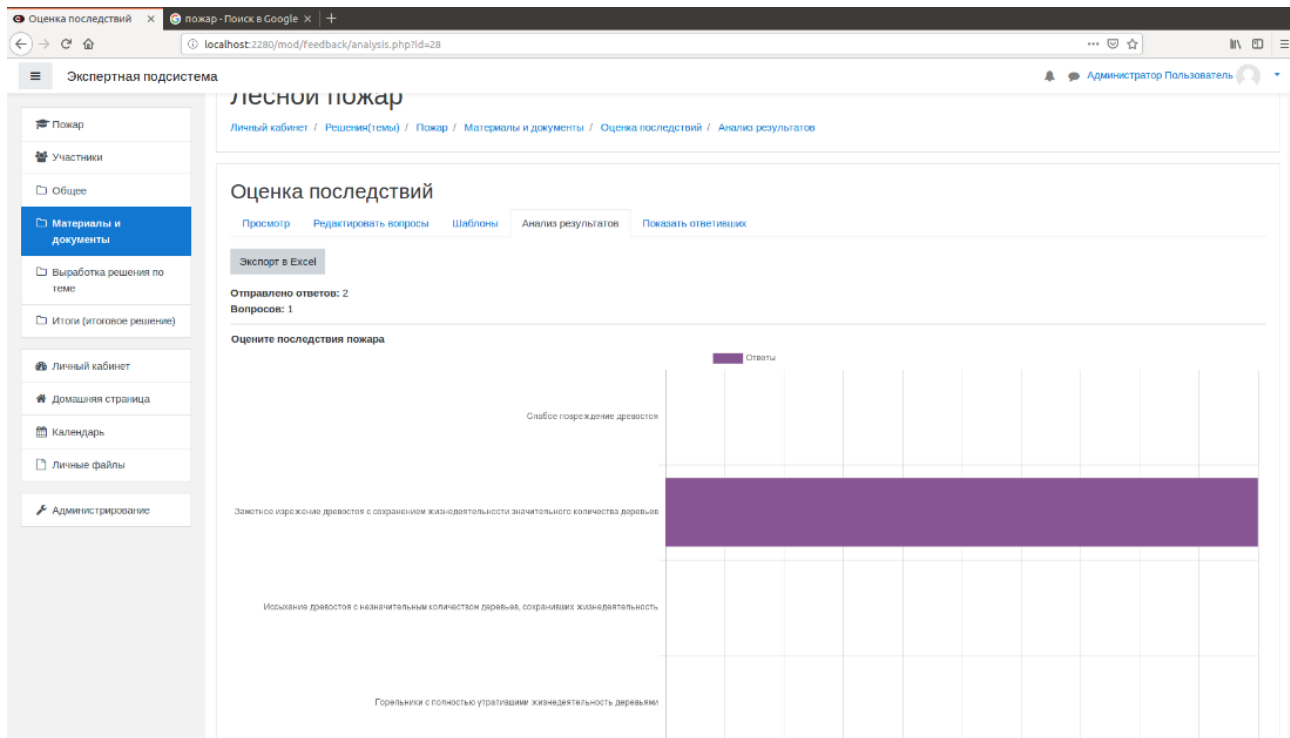 Оценка последствий
пожар - Поиск в Google
localhost:2280/mod/feedback/analysis.php?id=28
Экспертная подсистема
Администратор Пользователь
Лесной пожар
Личный кабинет / Решения(темы) / Пожар / Материалы и документы / Оценка последствий / Анализ результатов
Пожар
Участники
Общее
Материалы и
документы
Выработка решения по
теме
Итоги (итоговое решение)
Личный кабинет
Домашняя страница
Календарь
Личные файлы
Администрирование
Оценка последствий
Просмотр Редактировать вопросы Шаблоны Анализ результатов Показать ответивших
Экспорт в Excel
Отправлено ответов: 2
Вопросов: 1
Оцените последствия пожара
Ответы
Слабое повреждение древостоя
Заметное изрежение древостоя с сохранением жизнедеятельности значительного количества деревьев
Иссыхание древостоя с незначительным количеством деревьев, сохранивших жизнедеятельность
Горельники с полностью утратившими жизнедеятельность деревьями